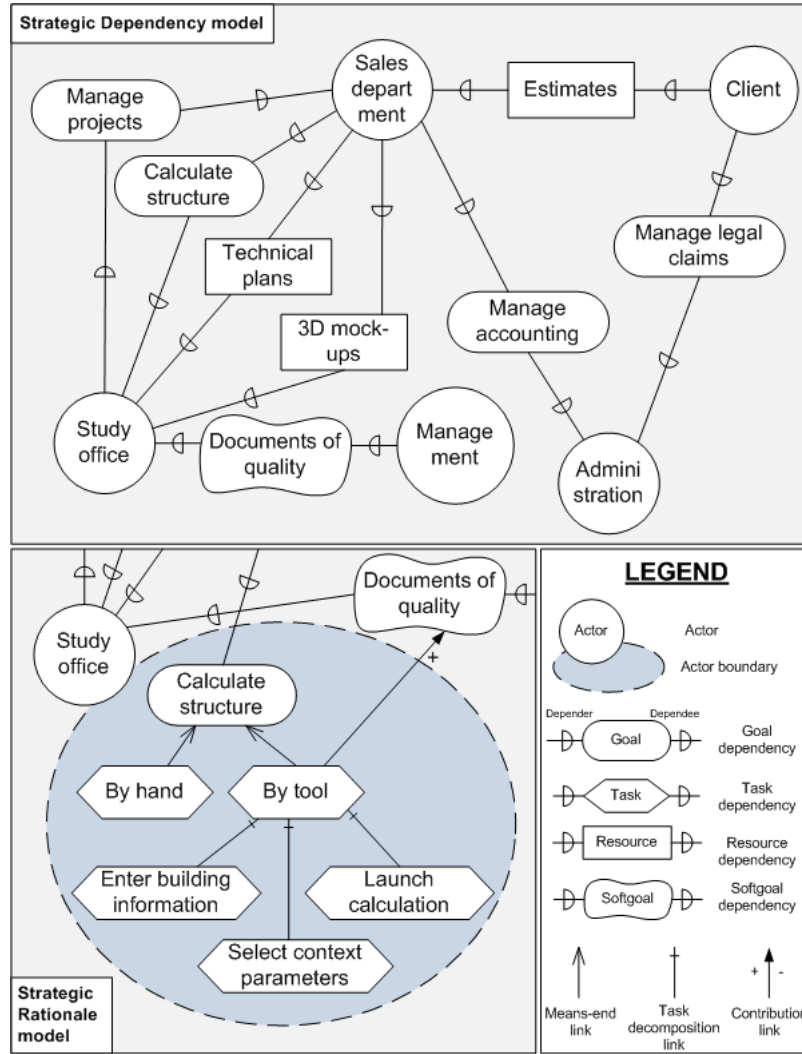 Strategic Dependency model
Sales
depart
ment
Estimates
Client
Manage
projects
Calculate
structure
Technical
plans
Manage legal
claims
3D mock-
ups
Manage
accounting
Study
office
Documents of
quality
Manage
ment
Admini
stration
Documents of
quality
Study
office
Calculate
structure
By hand
By tool
Enter building
information
Launch
calculation
Select context
parameters
Strategic
Rationale
model
LEGEND
Actor
Actor
Actor boundary
Depender
Dependee
Goal
Goal
dependency
Task
Task
dependency
Resource
Resource
dependency
Softgoal
Softgoal
dependency
+
+ -
Means-end
link
Task
decomposition
link
Contribution
link